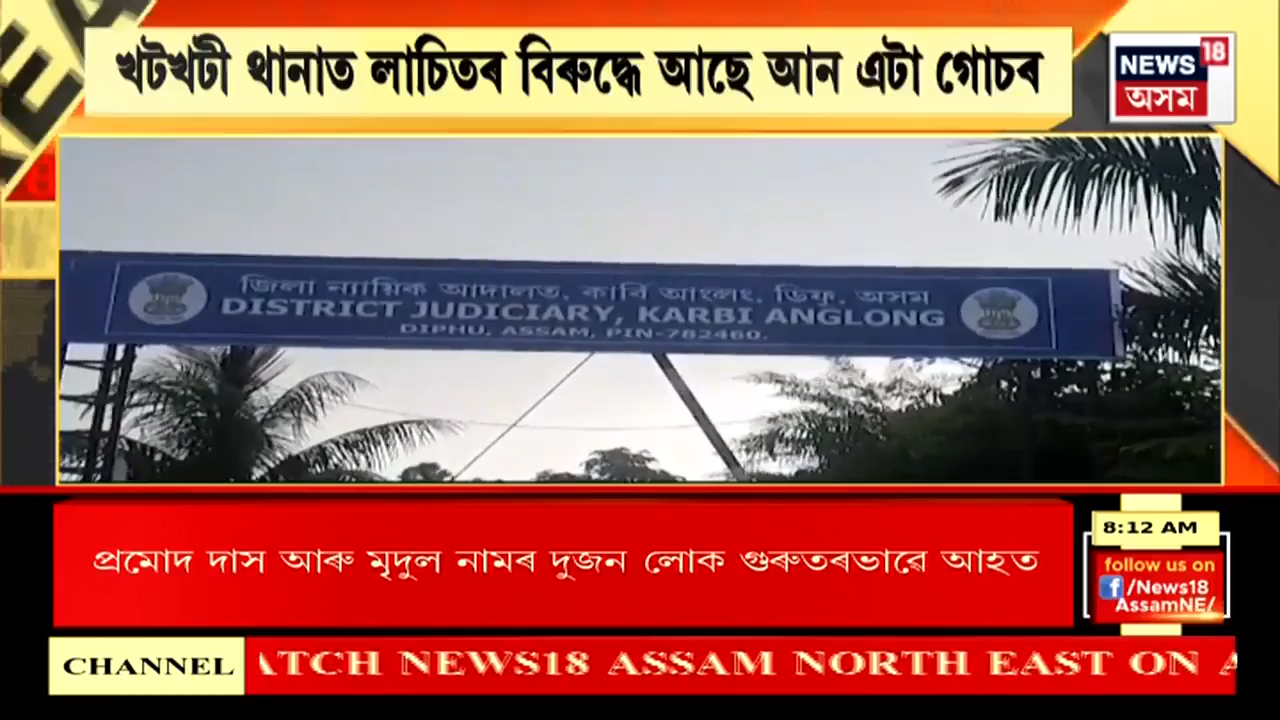 খটখটী থানাত লাচিতৰ বিৰুদ্ধে আছে আন এটা গোচৰ
NEWS 18
অসম
জিলা ন্যায়িক আদালত, কাৰ্বি আংলং, ডিফু, অসম
DISTRICT JUDICIARY, KARBI ANGLONG
DIPHU, ASSAM, PIN-782460.
প্ৰমোদ দাস আৰু মৃদুল নামৰ দুজন লোক গুৰুতৰভাৱে আহত
8:12 AM
follow us on
/News18
AssamNE/
CHANNEL
ATCH NEWS18 ASSAM NORTH EAST ON A